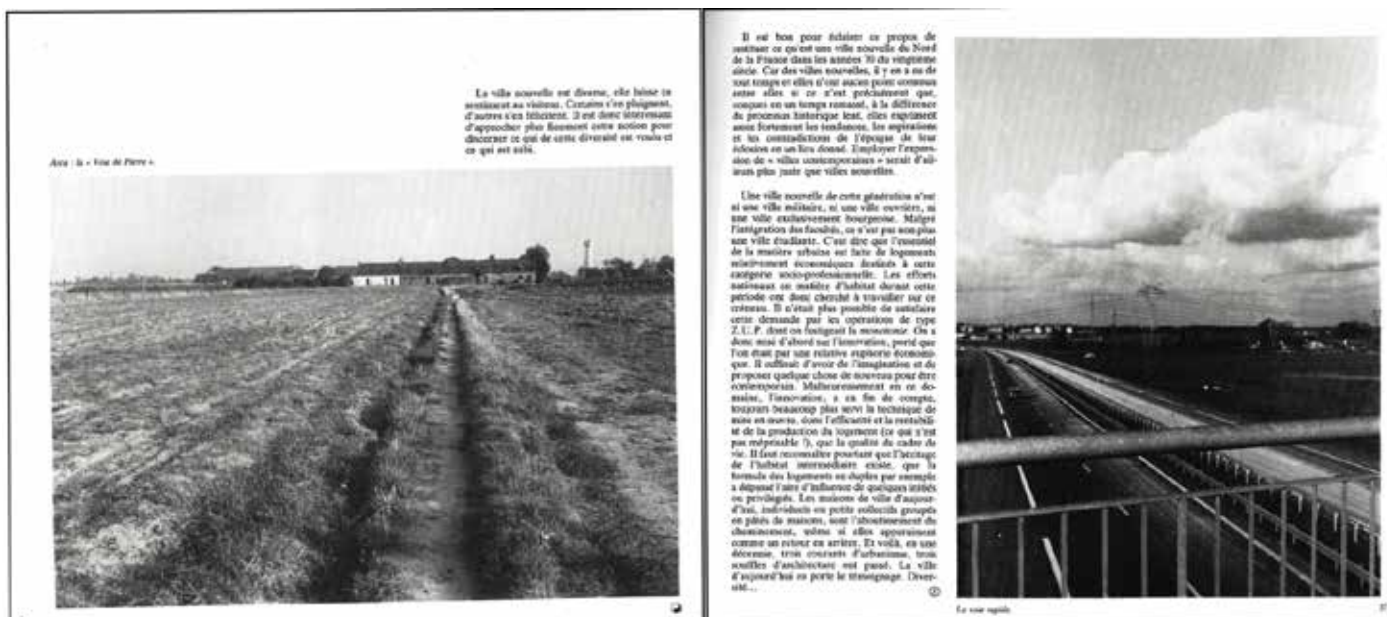 La ville nouvelle est diverse, elle laisse ce
sentiment au visiteur. Certains s'en plaignent,
d'autres s'en félicitent. Il est donc intéressant
d'approcher plus finement cette notion pour
discerner ce qui de cette diversité est voulu et
ce qui est subi.
Ascq : la « Voie de Pierre ».
Il est bon pour éclairer ce propos de
restituer ce qu'est une ville nouvelle du Nord
de la France dans les années 70 du vingtième
siècle. Car des villes nouvelles, il y en a eu de
tout temps et elles n'ont aucun point commun
entre elles si ce n'est précisément que,
conçues en un temps ramassé, à la différence
du processus historique lent, elles expriment
assez fortement les tendances, les aspirations
et les contradictions de l'époque de leur
éclosion en un lieu donné. Employer l'expres-
sion de « villes contemporaines » serait d'ail-
leurs plus juste que villes nouvelles.
Une ville nouvelle de cette génération n'est
ni une ville militaire, ni une ville ouvrière, ni
une ville exclusivement bourgeoise. Malgré
l'intégration des facultés, ce n'est pas non plus
une ville étudiante. C'est dire que l'essentiel
de la matière urbaine est faite de logements
relativement économiques destinés à cette
catégorie socio-professionnelle. Les efforts
nationaux en matière d'habitat durant cette
période ont donc cherché à travailler sur ce
créneau. Il n'était plus possible de satisfaire
cette demande par les opérations de type
Z.U.P. dont on fustigeait la monotonie. On a
donc misé d'abord sur l'innovation, porté que
l'on était par une relative euphorie économi-
que. Il suffisait d'avoir de l'imagination et de
proposer quelque chose de nouveau pour être
contemporain. Malheureusement en ce do-
maine, l'innovation, a en fin de compte,
toujours beaucoup plus servi la technique de
mise en œuvre, donc l'efficacité et la rentabili-
té de la production du logement (ce qui n'est
pas méprisable !), que la qualité du cadre de
vie. Il faut reconnaître pourtant que l'héritage
de l'habitat intermédiaire existe, que la
formule des logements en duplex par exemple
a dépassé l'aire d'influence de quelques initiés
ou privilégiés. Les maisons de ville d'aujour-
d'hui, individuels ou petits collectifs groupés
en pâtés de maisons, sont l'aboutissement du
cheminement, même si elles apparaissent
comme un retour en arrière. Et voilà, en une
décennie, trois courants d'urbanisme, trois
souffles d'architecture ont passé. La ville
d'aujourd'hui en porte le témoignage. Diver-
sité...
La voie rapide.